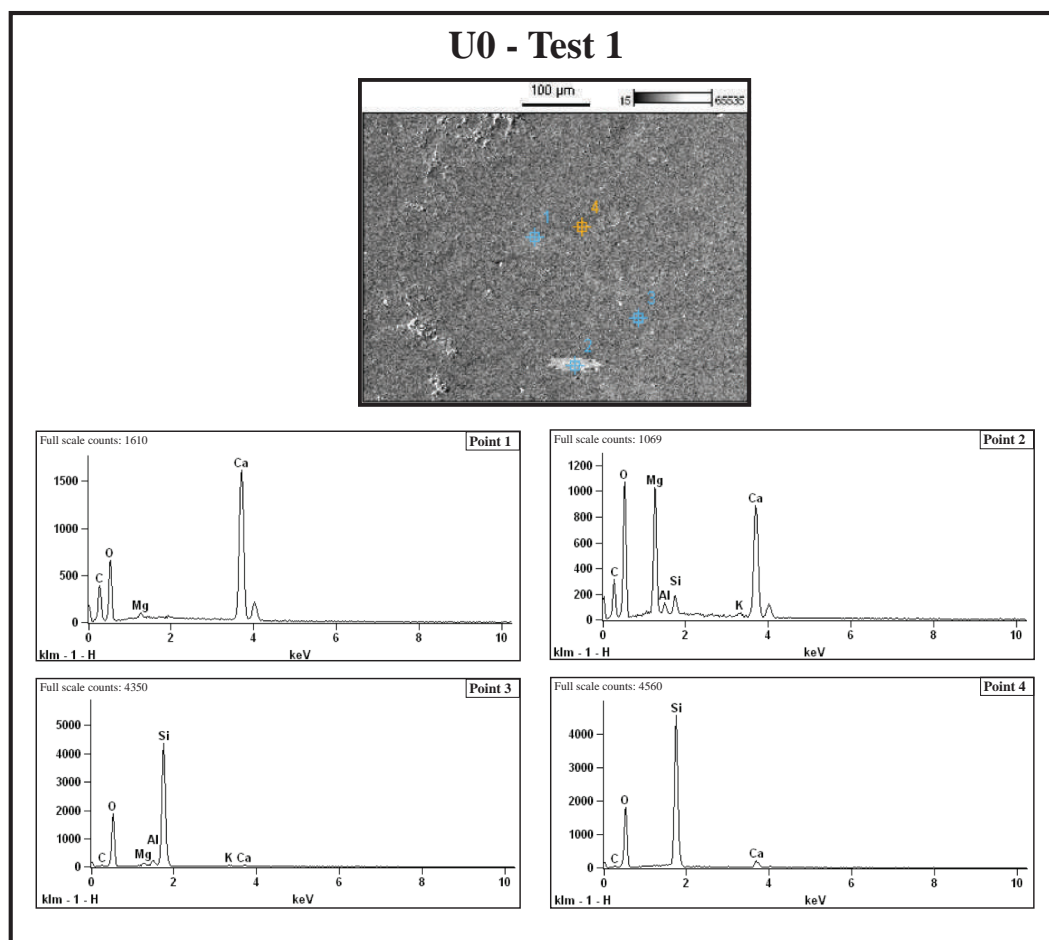 U0 - Test 1
100 µm
15 65535
1
4
3
2
Full scale counts: 1610 Point 1
Ca
1500
1000
O
C
500
Mg
0
0 2 4 6 8 10
klm - 1 - H keV
Full scale counts: 1069 Point 2
1200
O
Mg
1000
Ca
800
600
400
C
Si
200
Al
K
0
0 2 4 6 8 10
klm - 1 - H keV
Full scale counts: 4350 Point 3
5000
Si
4000
3000
2000
O
1000
Al
C Mg K Ca
0
0 2 4 6 8 10
klm - 1 - H keV
Full scale counts: 4560 Point 4
Si
4000
3000
2000
O
1000
C Ca
0
0 2 4 6 8 10
klm - 1 - H keV